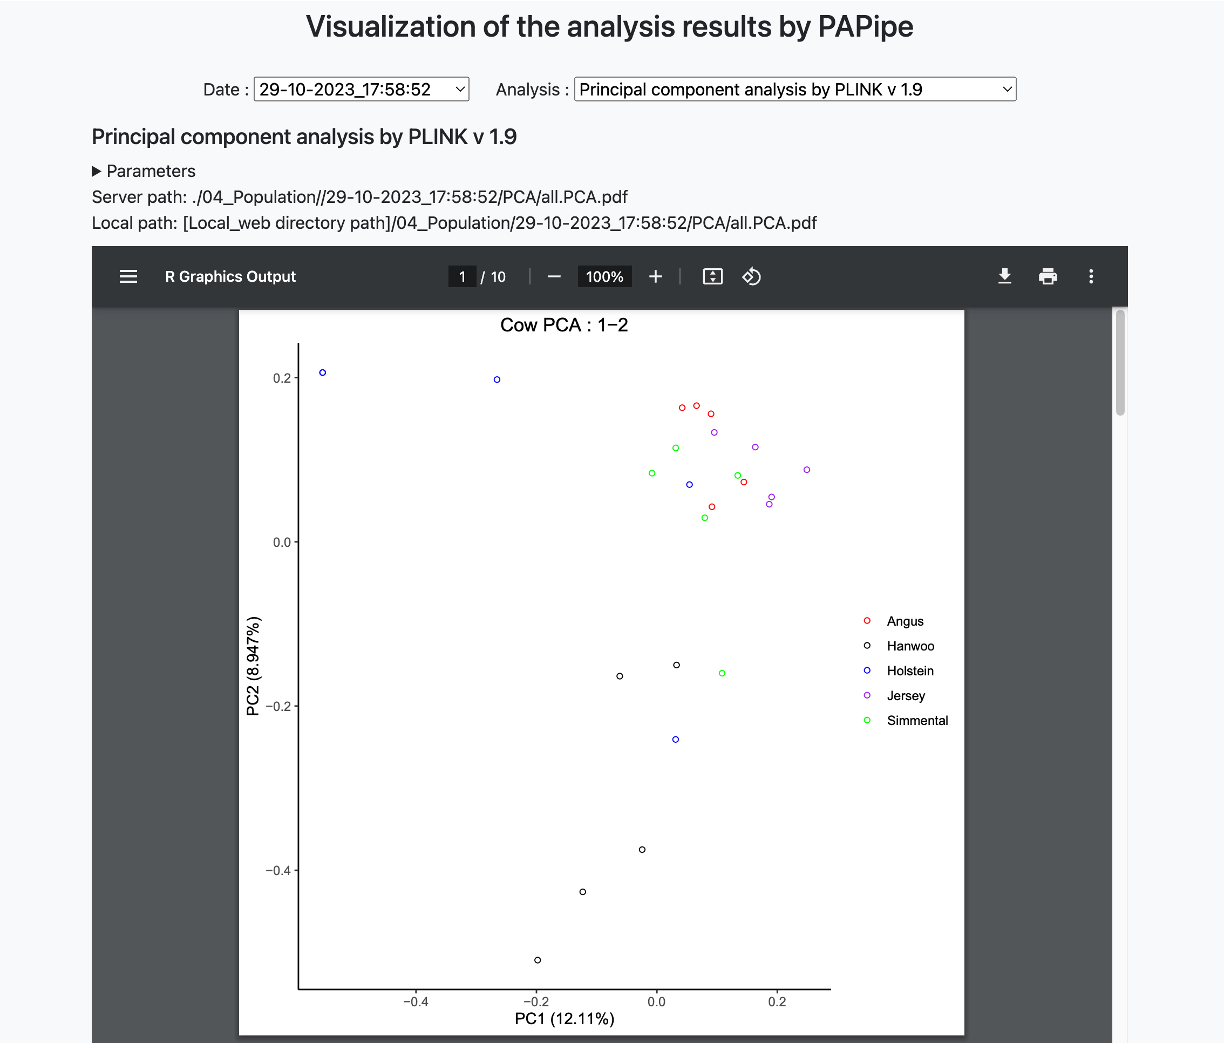 Visualization of the analysis results by PAPipe
Date : 29-10-2023_17:58:52 Analysis : Principal component analysis by PLINK v 1.9
Principal component analysis by PLINK v 1.9
Parameters
Server path: ./04_Population//29-10-2023_17:58:52/PCA/all.PCA.pdf
Local path: [Local_web directory path]/04_Population/29-10-2023_17:58:52/PCA/all.PCA.pdf
R Graphics Output 1 / 10 − 100% +
Cow PCA : 1−2
0.2
0.0
−0.2
−0.4
PC2 (8.947%)
Angus
Hanwoo
Holstein
Jersey
Simmental
−0.4 −0.2 0.0 0.2
PC1 (12.11%)